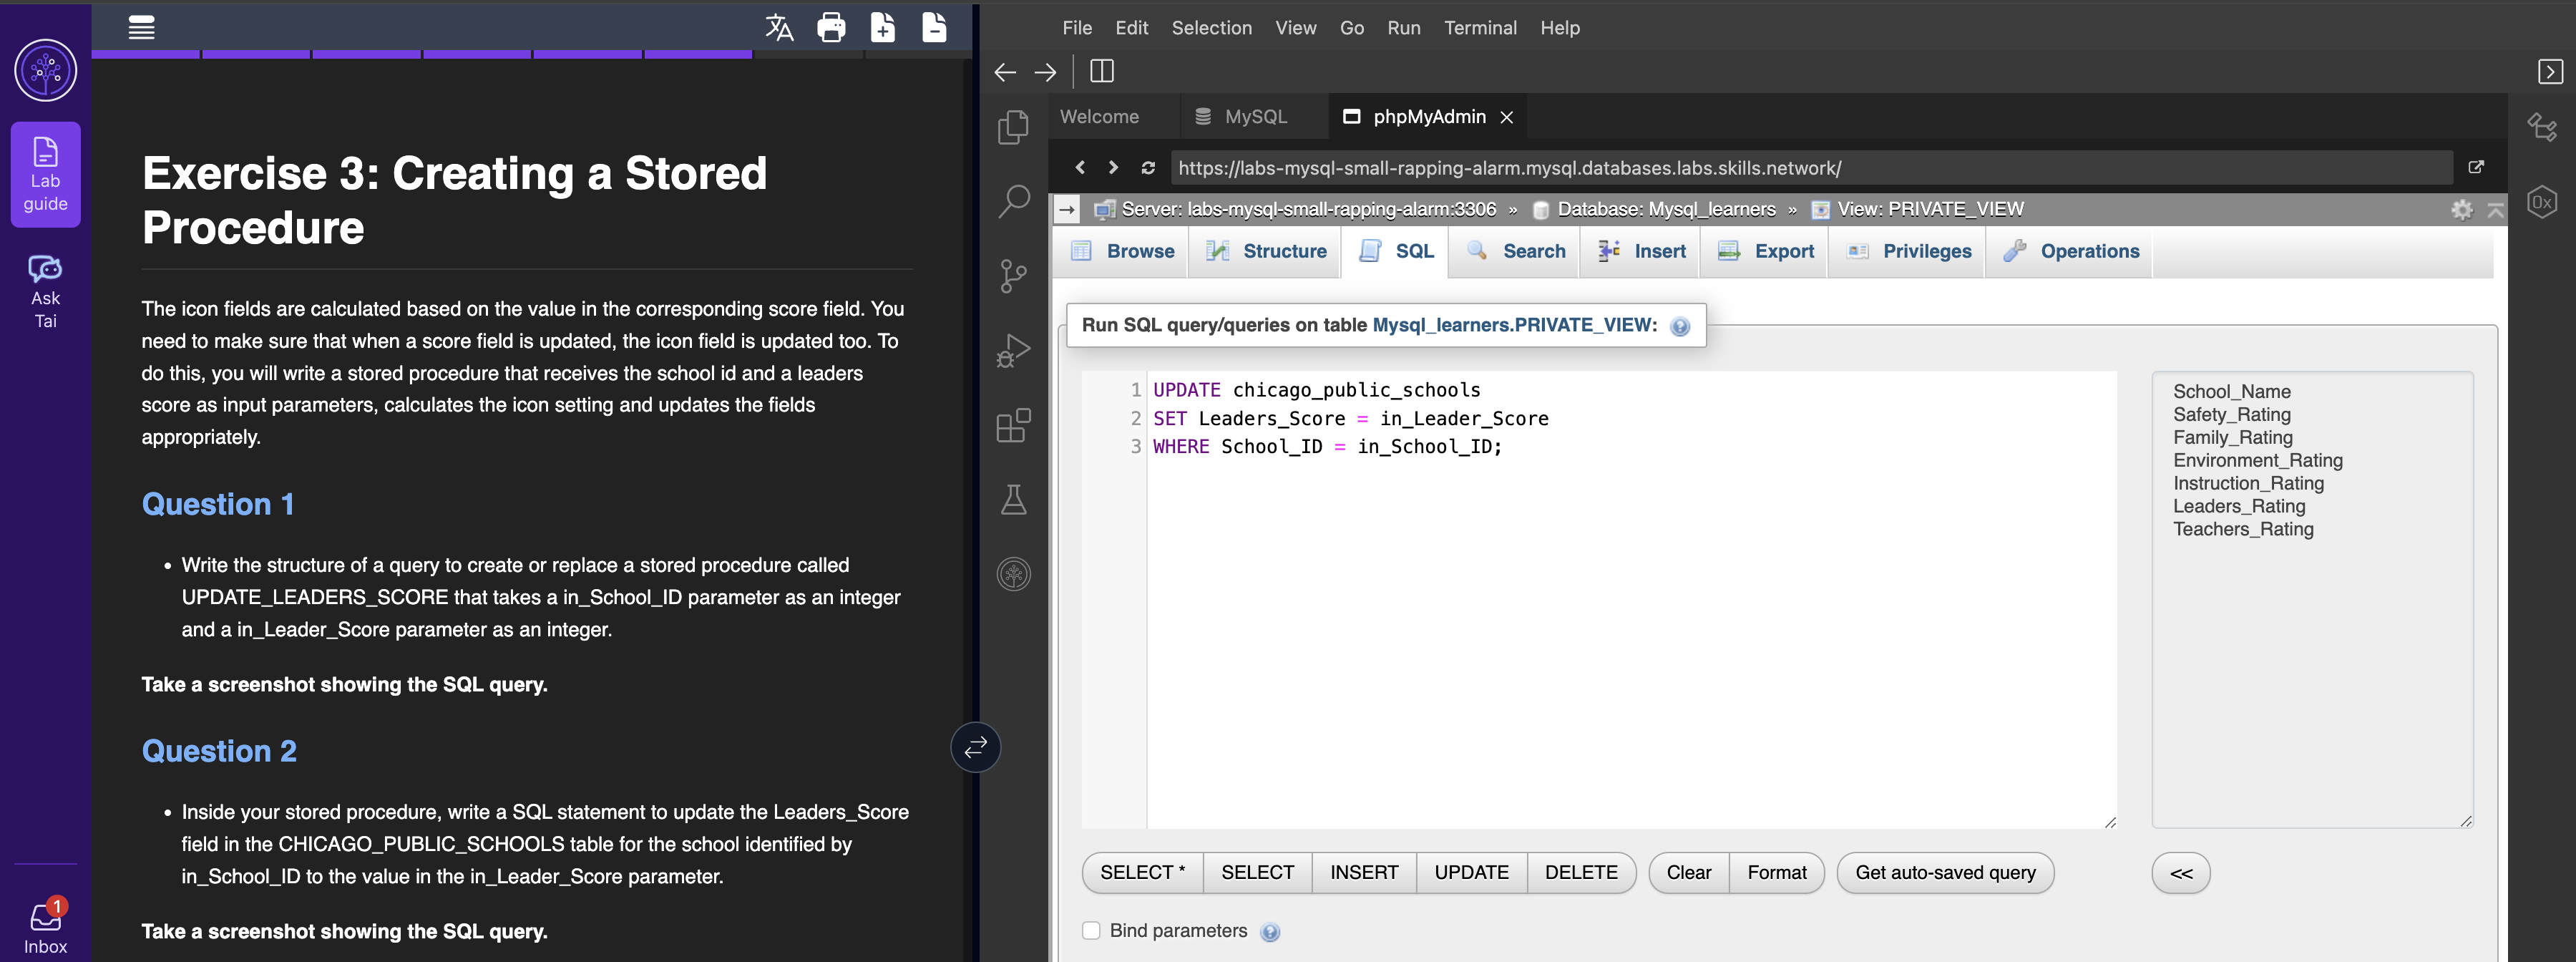 Lab
guide
Ask
Tai
1
Inbox
Exercise 3: Creating a Stored
Procedure
The icon fields are calculated based on the value in the corresponding score field. You
need to make sure that when a score field is updated, the icon field is updated too. To
do this, you will write a stored procedure that receives the school id and a leaders
score as input parameters, calculates the icon setting and updates the fields
appropriately.
Question 1
• Write the structure of a query to create or replace a stored procedure called
UPDATE_LEADERS_SCORE that takes a in_School_ID parameter as an integer
and a in_Leader_Score parameter as an integer.
Take a screenshot showing the SQL query.
Question 2
• Inside your stored procedure, write a SQL statement to update the Leaders_Score
field in the CHICAGO_PUBLIC_SCHOOLS table for the school identified by
in_School_ID to the value in the in_Leader_Score parameter.
Take a screenshot showing the SQL query.
File Edit Selection View Go Run Terminal Help
Welcome MySQL phpMyAdmin
https://labs-mysql-small-rapping-alarm.mysql.databases.labs.skills.network/
Server: labs-mysql-small-rapping-alarm:3306 » Database: Mysql_learners » View: PRIVATE_VIEW
Browse Structure SQL Search Insert Export Privileges Operations
Run SQL query/queries on table Mysql_learners.PRIVATE_VIEW:
1 UPDATE chicago_public_schools
2 SET Leaders_Score = in_Leader_Score
3 WHERE School_ID = in_School_ID;
School_Name
Safety_Rating
Family_Rating
Environment_Rating
Instruction_Rating
Leaders_Rating
Teachers_Rating
SELECT * SELECT INSERT UPDATE DELETE Clear Format Get auto-saved query <<
Bind parameters
0x